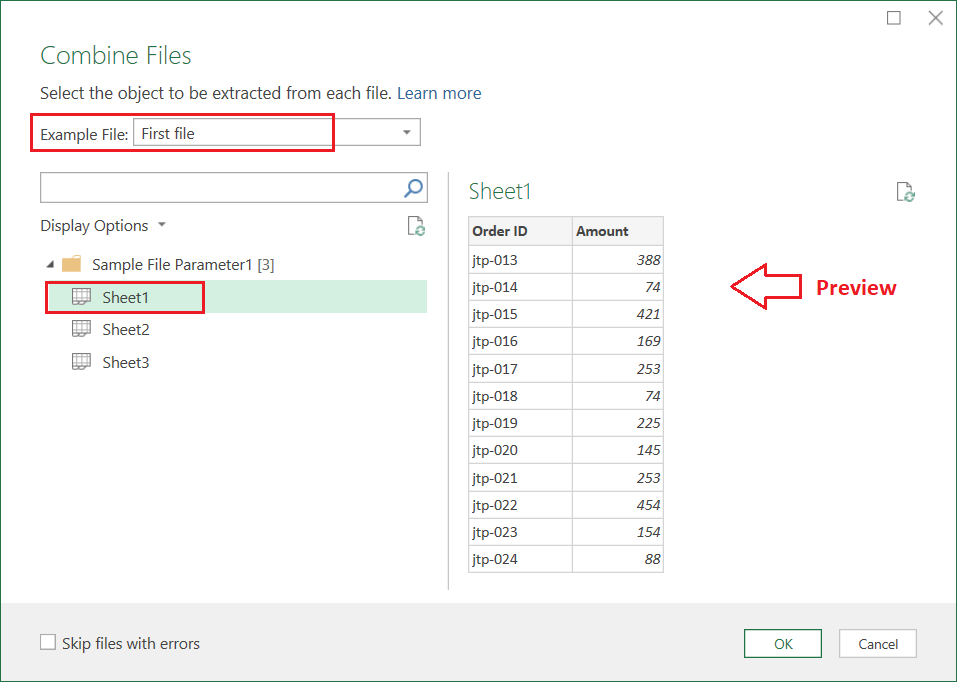 Combine Files
Select the object to be extracted from each file. Learn more
Example File: First file
Display Options
Sample File Parameter1 [3]
Sheet1
Sheet2
Sheet3
Sheet1
Order ID Amount
jtp-013 388
jtp-014 74
jtp-015 421
jtp-016 169
jtp-017 253
jtp-018 74
jtp-019 225
jtp-020 145
jtp-021 253
jtp-022 454
jtp-023 154
jtp-024 88
Preview
Skip files with errors
OK
Cancel